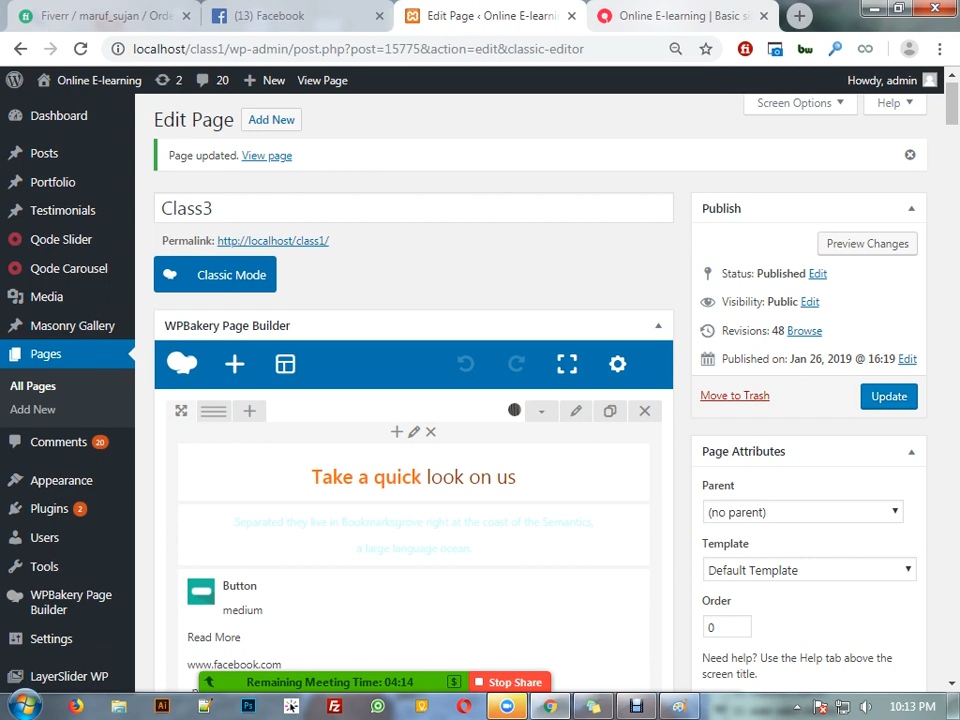 Fiverr / maruf_sujan / Orde
(13) Facebook
Edit Page ‹ Online E-learni
Online E-learning | Basic si
localhost/class1/wp-admin/post.php?post=15775&action=edit&classic-editor
bw
Online E-learning
2
20
New
View Page
Howdy, admin
Dashboard
Posts
Portfolio
Testimonials
Qode Slider
Qode Carousel
Media
Masonry Gallery
Pages
All Pages
Add New
Comments 20
Appearance
Plugins 2
Users
Tools
WPBakery Page
Builder
Settings
LayerSlider WP
Screen Options
Help
Edit Page
Add New
Page updated. View page
Class3
Permalink: http://localhost/class1/
Classic Mode
WPBakery Page Builder
Take a quick look on us
Separated they live in Bookmarksgrove right at the coast of the Semantics,
a large language ocean.
Button
medium
Read More
www.facebook.com
Publish
Preview Changes
Status: Published Edit
Visibility: Public Edit
Revisions: 48 Browse
Published on: Jan 26, 2019 @ 16:19 Edit
Move to Trash
Update
Page Attributes
Parent
(no parent)
Template
Default Template
Order
0
Need help? Use the Help tab above the
screen title.
Remaining Meeting Time: 04:14
$
Stop Share
Ai
Ps
10:13 PM